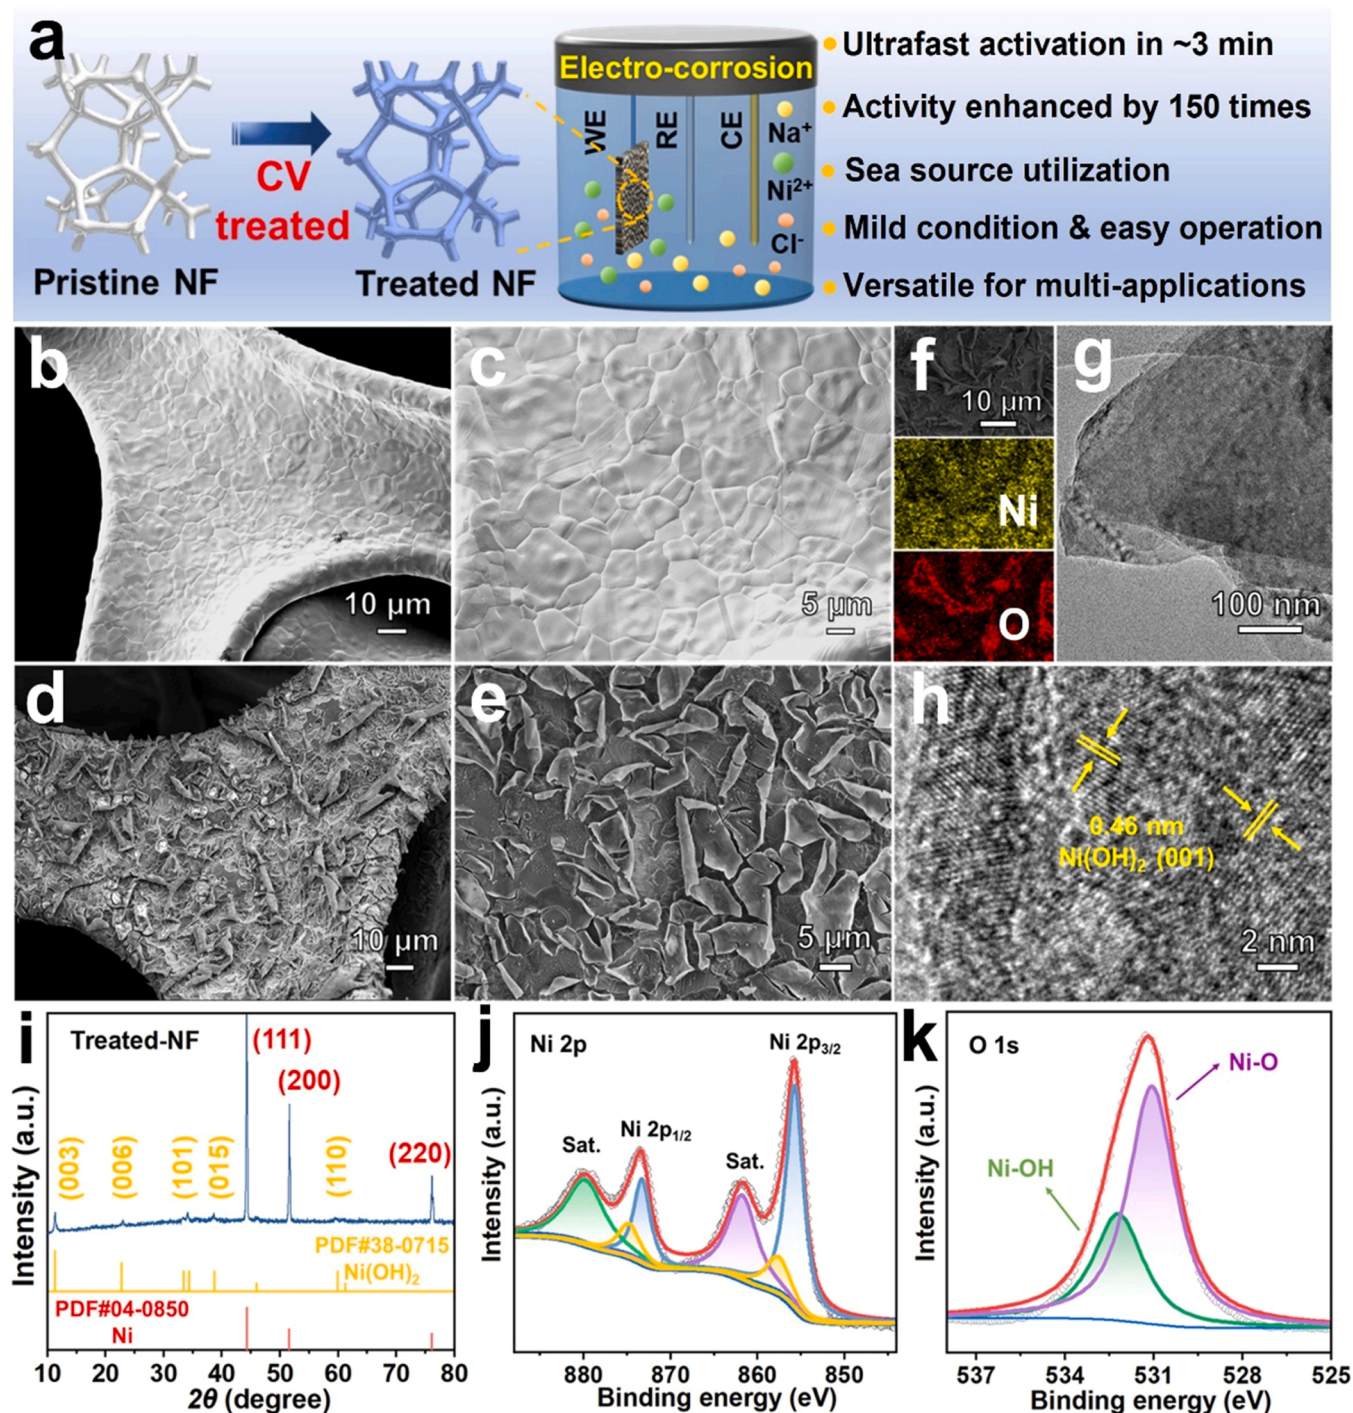 a
Pristine NF
CV
treated
Treated NF
Electro-corrosion
WE
RE
CE
Na⁺
Ni²⁺
Cl⁻
• Ultrafast activation in ~3 min
• Activity enhanced by 150 times
• Sea source utilization
• Mild condition & easy operation
• Versatile for multi-applications
b
10 μm
c
5 μm
f
10 μm
Ni
O
g
100 nm
d
10 μm
e
5 μm
h
0.46 nm
Ni(OH)₂ (001)
2 nm
i
Treated-NF
(111)
(200)
(220)
(003)
(006)
(101)
(015)
(110)
PDF#38-0715
Ni(OH)₂
PDF#04-0850
Ni
Intensity (a.u.)
10 20 30 40 50 60 70 80
2θ (degree)
j
Ni 2p
Ni 2p₃/₂
Sat.
Ni 2p₁/₂
Sat.
Intensity (a.u.)
880 870 860 850
Binding energy (eV)
k
O 1s
Ni-O
Ni-OH
Intensity (a.u.)
537 534 531 528 525
Binding energy (eV)